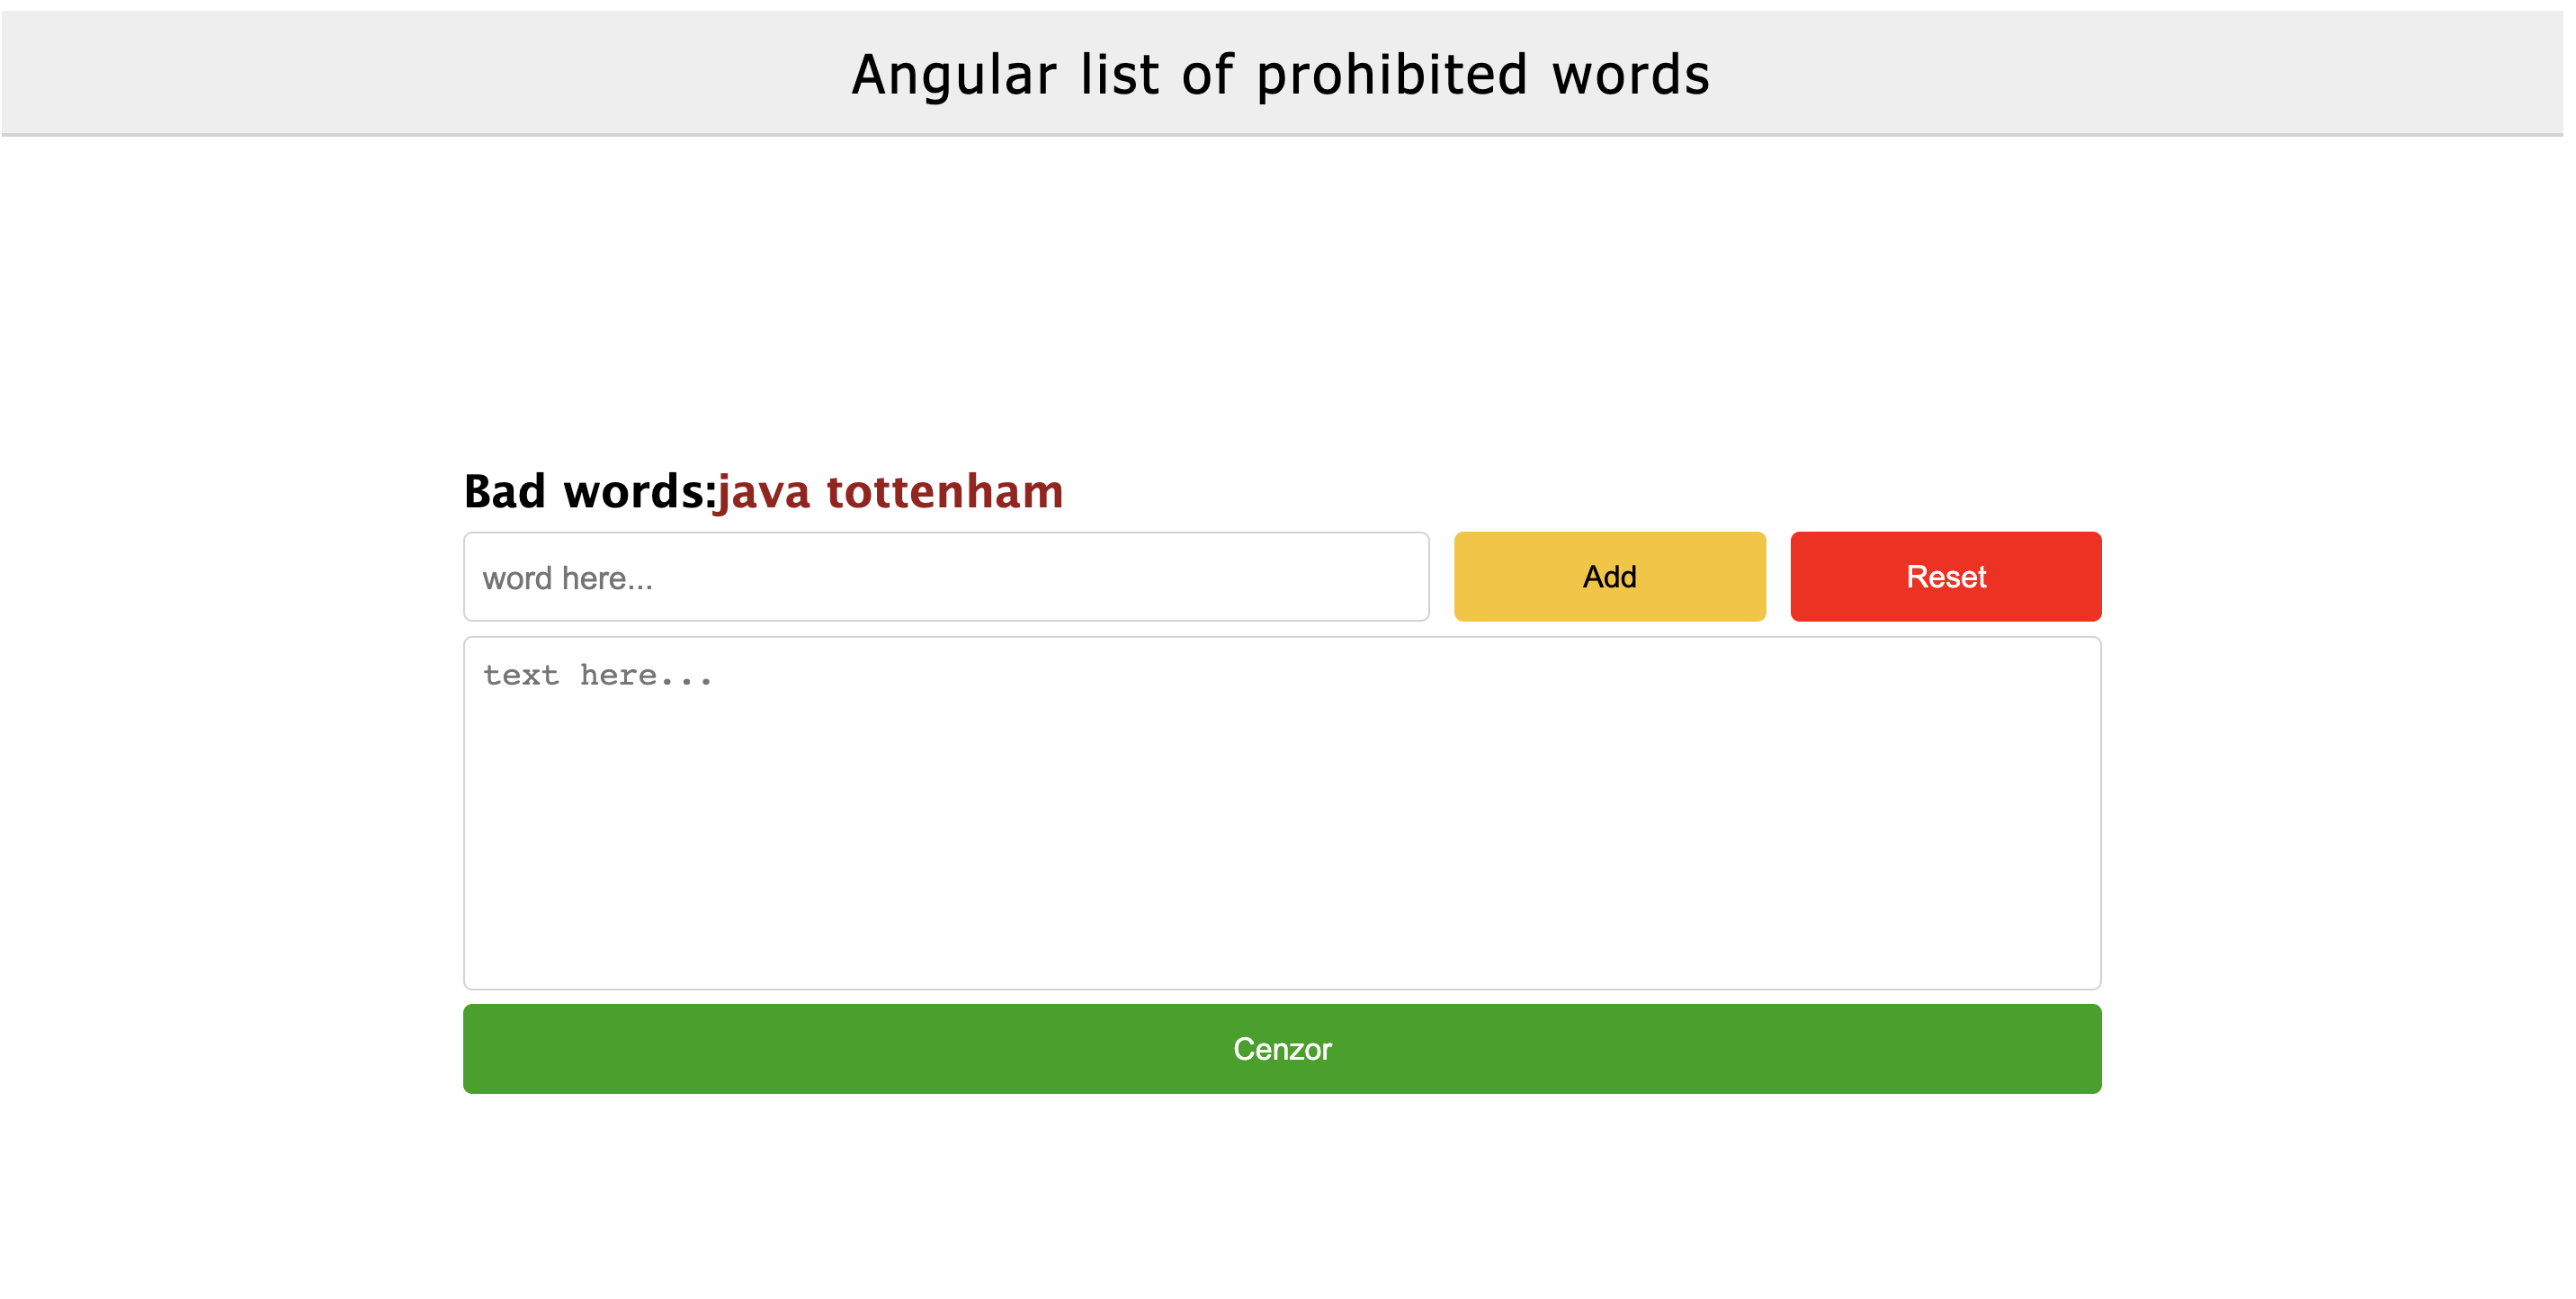 Angular list of prohibited words
Bad words:java tottenham
word here... Add Reset
text here...
Cenzor